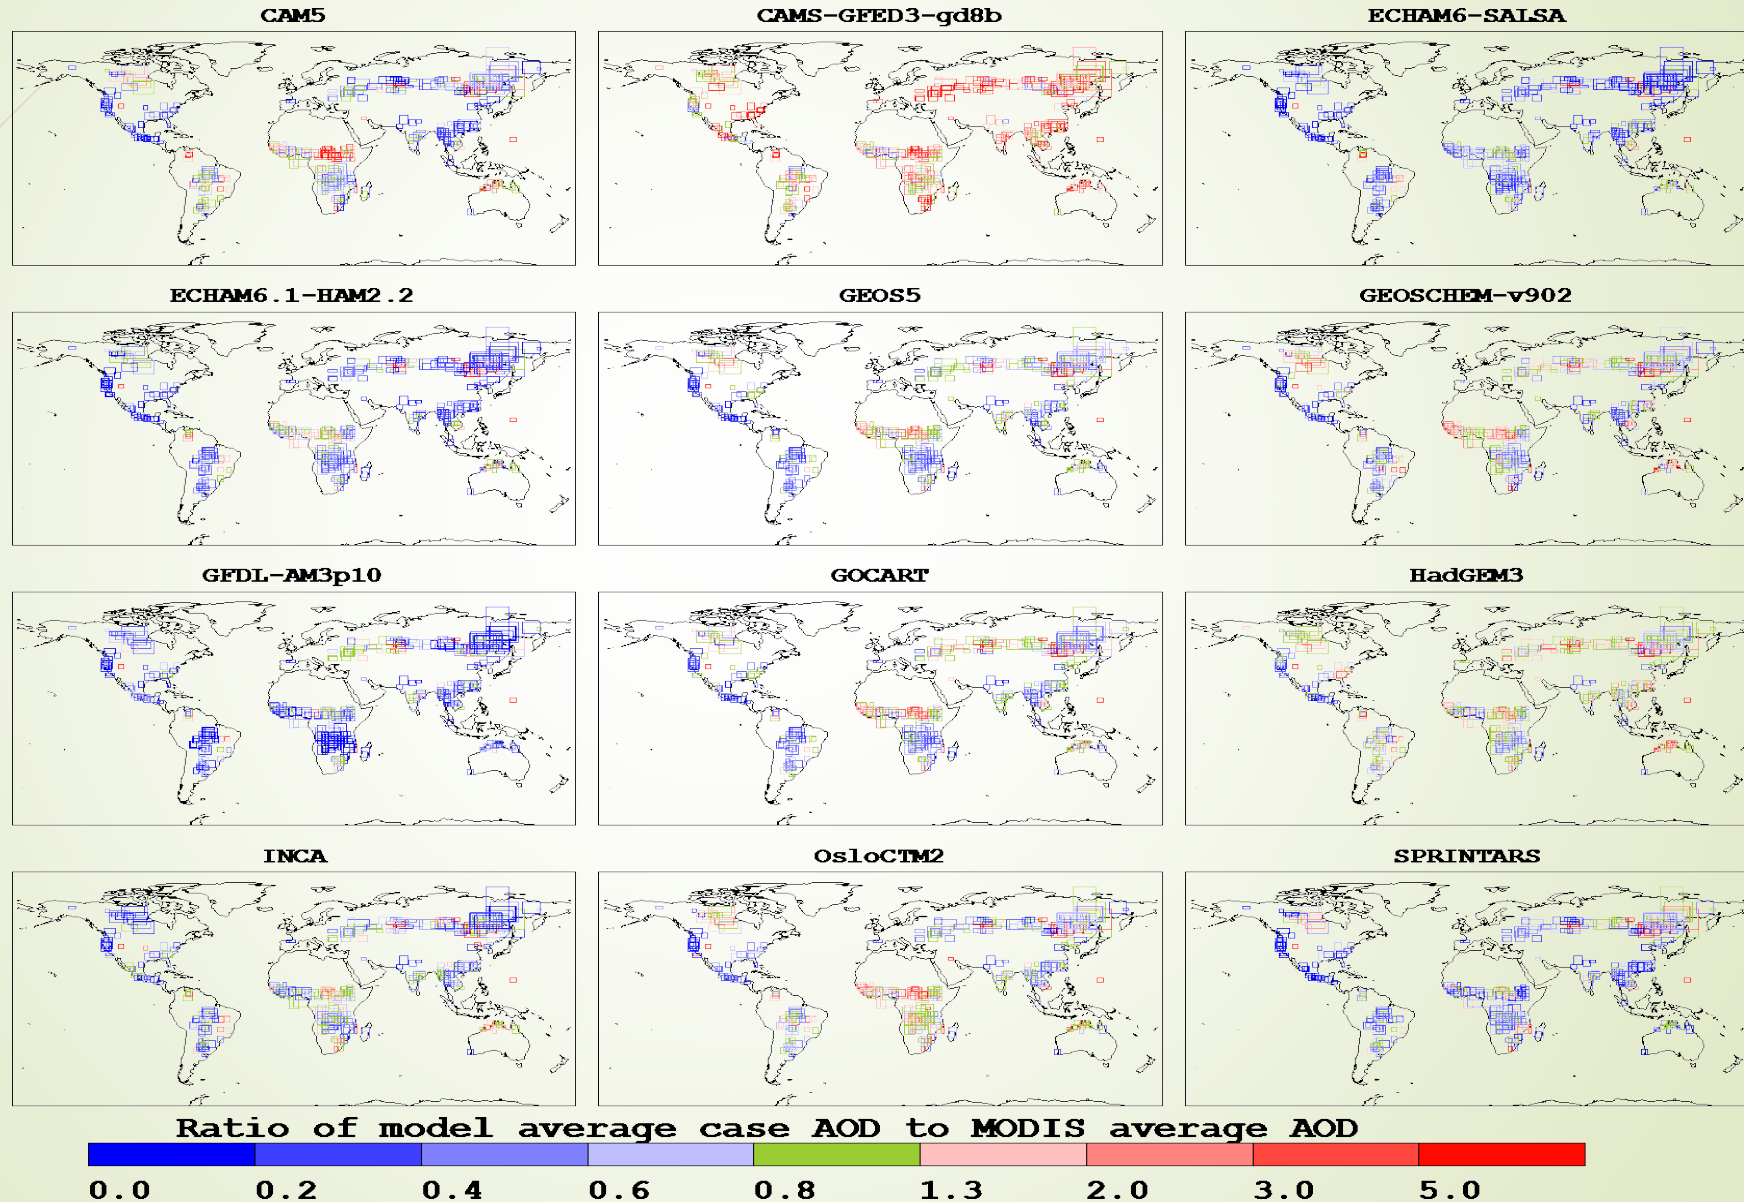 CAM5 CAMS-GFED3-gd8b ECHAM6-SALSA
ECHAM6.1-HAM2.2 GEOS5 GEOSCHEM-v902
GFDL-AM3p10 GOCART HadGEM3
INCA OsloCTM2 SPRINTARS
Ratio of model average case AOD to MODIS average AOD
0.0 0.2 0.4 0.6 0.8 1.3 2.0 3.0 5.0